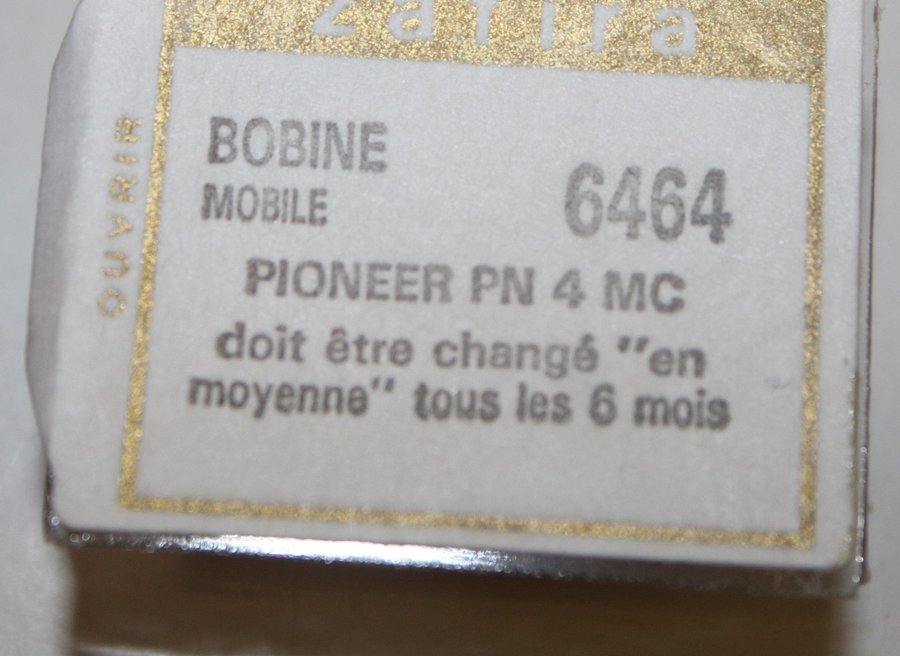 zafira
BOBINE
MOBILE
6464
PIONEER PN 4 MC
doit être changé "en
moyenne" tous les 6 mois
OUVRIR